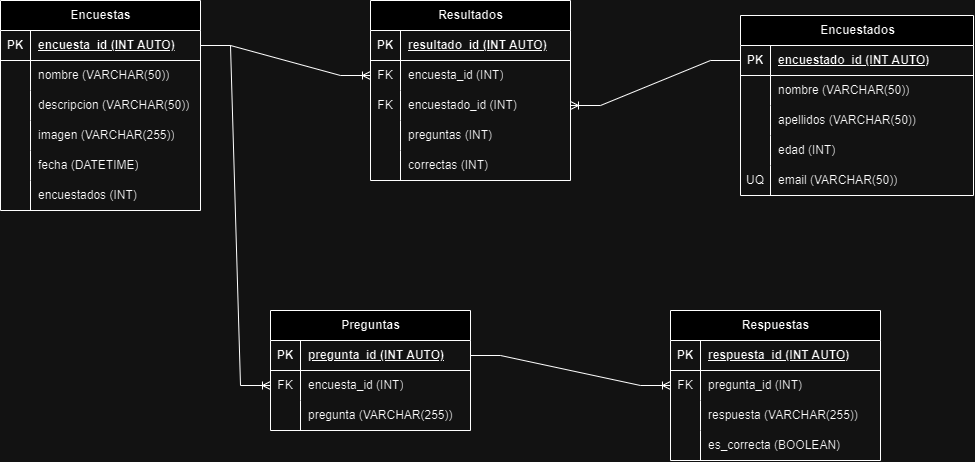 Encuestas
PK encuesta_id (INT AUTO)
nombre (VARCHAR(50))
descripcion (VARCHAR(50))
imagen (VARCHAR(255))
fecha (DATETIME)
encuestados (INT)
Resultados
PK resultado_id (INT AUTO)
FK encuesta_id (INT)
FK encuestado_id (INT)
preguntas (INT)
correctas (INT)
Encuestados
PK encuestado_id (INT AUTO)
nombre (VARCHAR(50))
apellidos (VARCHAR(50))
edad (INT)
UQ email (VARCHAR(50))
Preguntas
PK pregunta_id (INT AUTO)
FK encuesta_id (INT)
pregunta (VARCHAR(255))
Respuestas
PK respuesta_id (INT AUTO)
FK pregunta_id (INT)
respuesta (VARCHAR(255))
es_correcta (BOOLEAN)